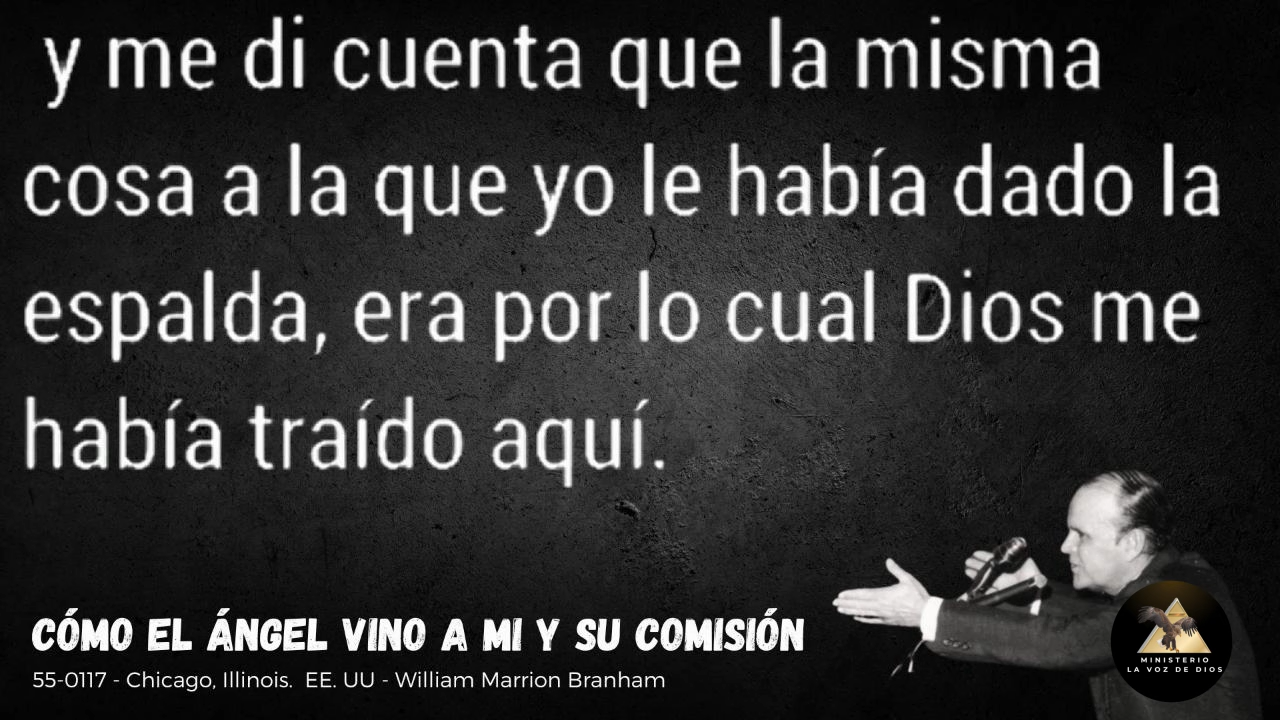 y me di cuenta que la misma
cosa a la que yo le había dado la
espalda, era por lo cual Dios me
había traído aquí.
CÓMO EL ÁNGEL VINO A MI Y SU COMISIÓN
55-0117 - Chicago, Illinois. EE. UU - William Marrion Branham
MINISTERIO
LA VOZ DE DIOS